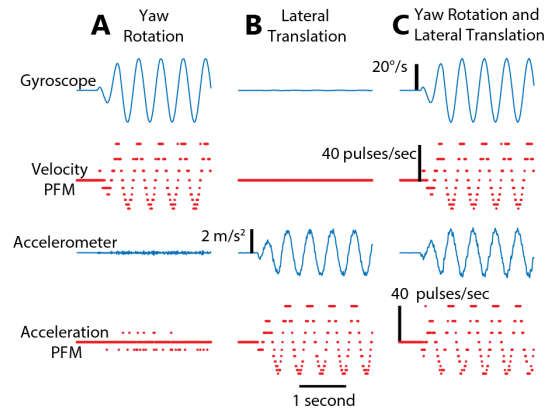 A Yaw Rotation
B Lateral Translation
C Yaw Rotation and Lateral Translation
Gyroscope
20°/s
Velocity PFM
40 pulses/sec
Accelerometer
2 m/s²
Acceleration PFM
40 pulses/sec
1 second